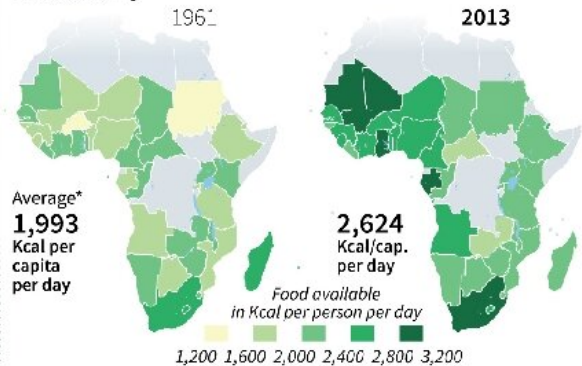 1961
2013
Average*
1,993
Kcal per
capita
per day
2,624
Kcal/cap.
per day
Food available
in Kcal per person per day
1,200 1,600 2,000 2,400 2,800 3,200